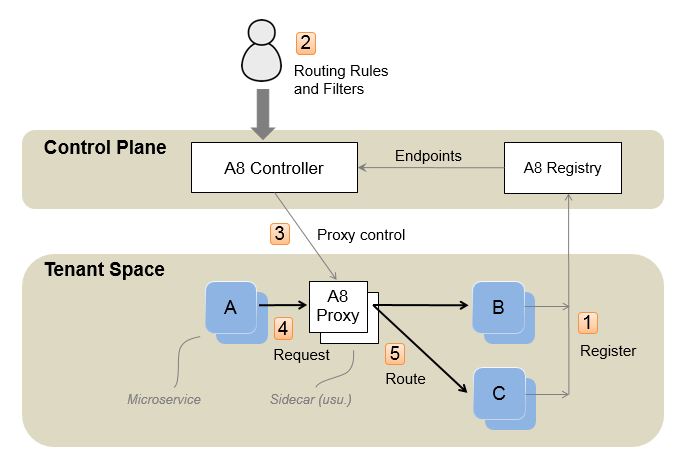 2
Routing Rules
and Filters
Control Plane
A8 Controller
Endpoints
A8 Registry
3
Proxy control
Tenant Space
A
A8
Proxy
B
4
Request
1
Register
5
Route
C
Microservice
Sidecar (usu.)